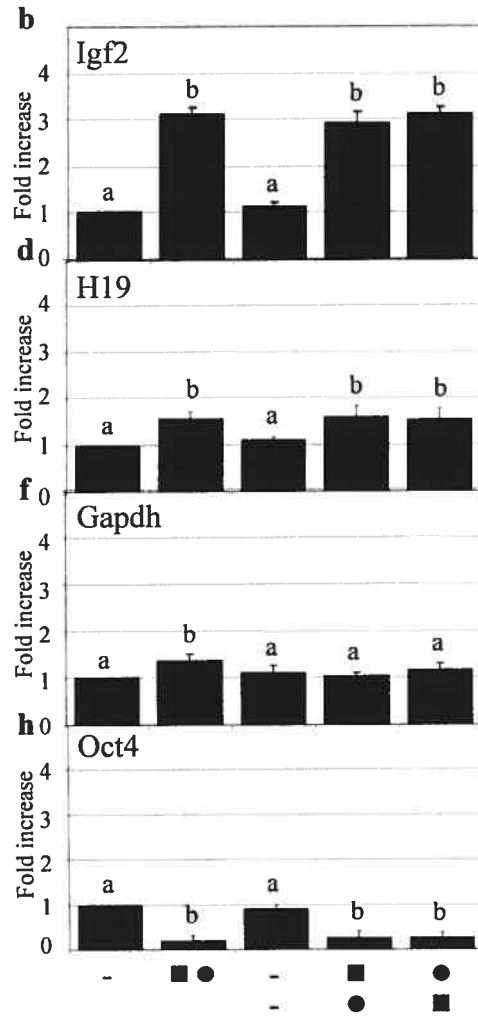 b
Igf2
4
3
2
1
0
Fold increase
a b a b b
d
H19
4
3
2
1
0
Fold increase
a b a b b
f
Gapdh
4
3
2
1
0
Fold increase
a b a a a
h
Oct4
4
3
2
1
0
Fold increase
a b a b b
- ■ ● - ■ ●
- ● ■